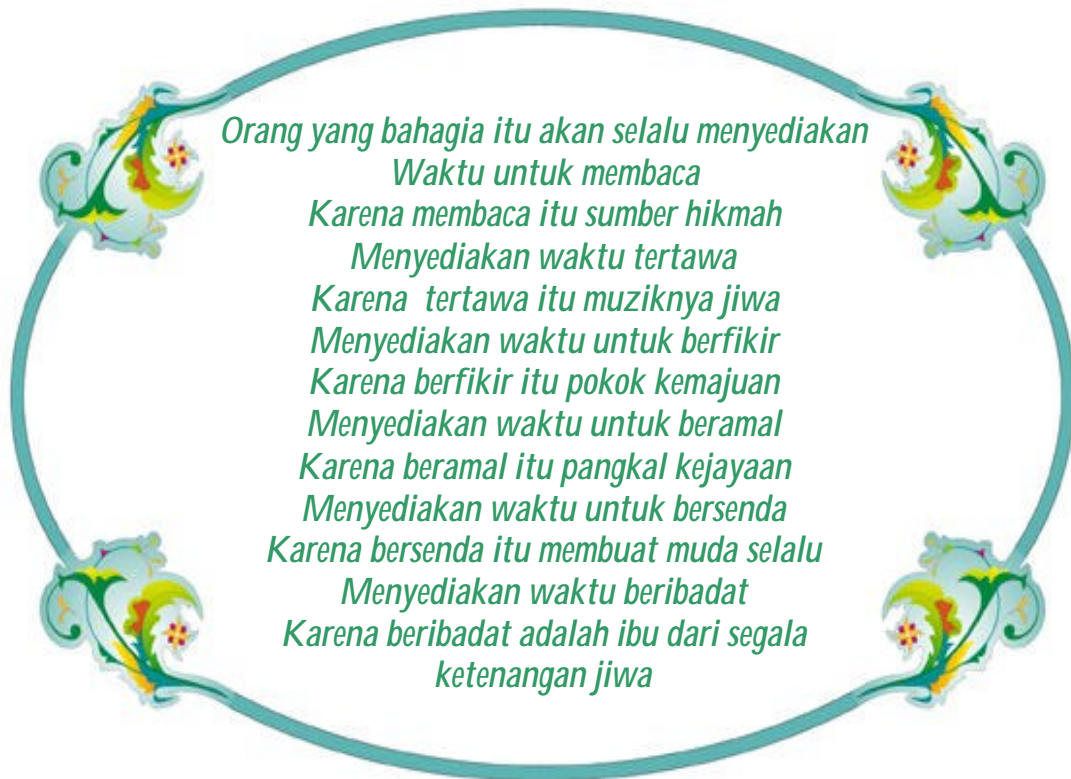 Orang yang bahagia itu akan selalu menyediakan
Waktu untuk membaca
Karena membaca itu sumber hikmah
Menyediakan waktu tertawa
Karena tertawa itu muziknya jiwa
Menyediakan waktu untuk berfikir
Karena berfikir itu pokok kemajuan
Menyediakan waktu untuk beramal
Karena beramal itu pangkal kejayaan
Menyediakan waktu untuk bersenda
Karena bersenda itu membuat muda selalu
Menyediakan waktu beribadat
Karena beribadat adalah ibu dari segala
ketenangan jiwa